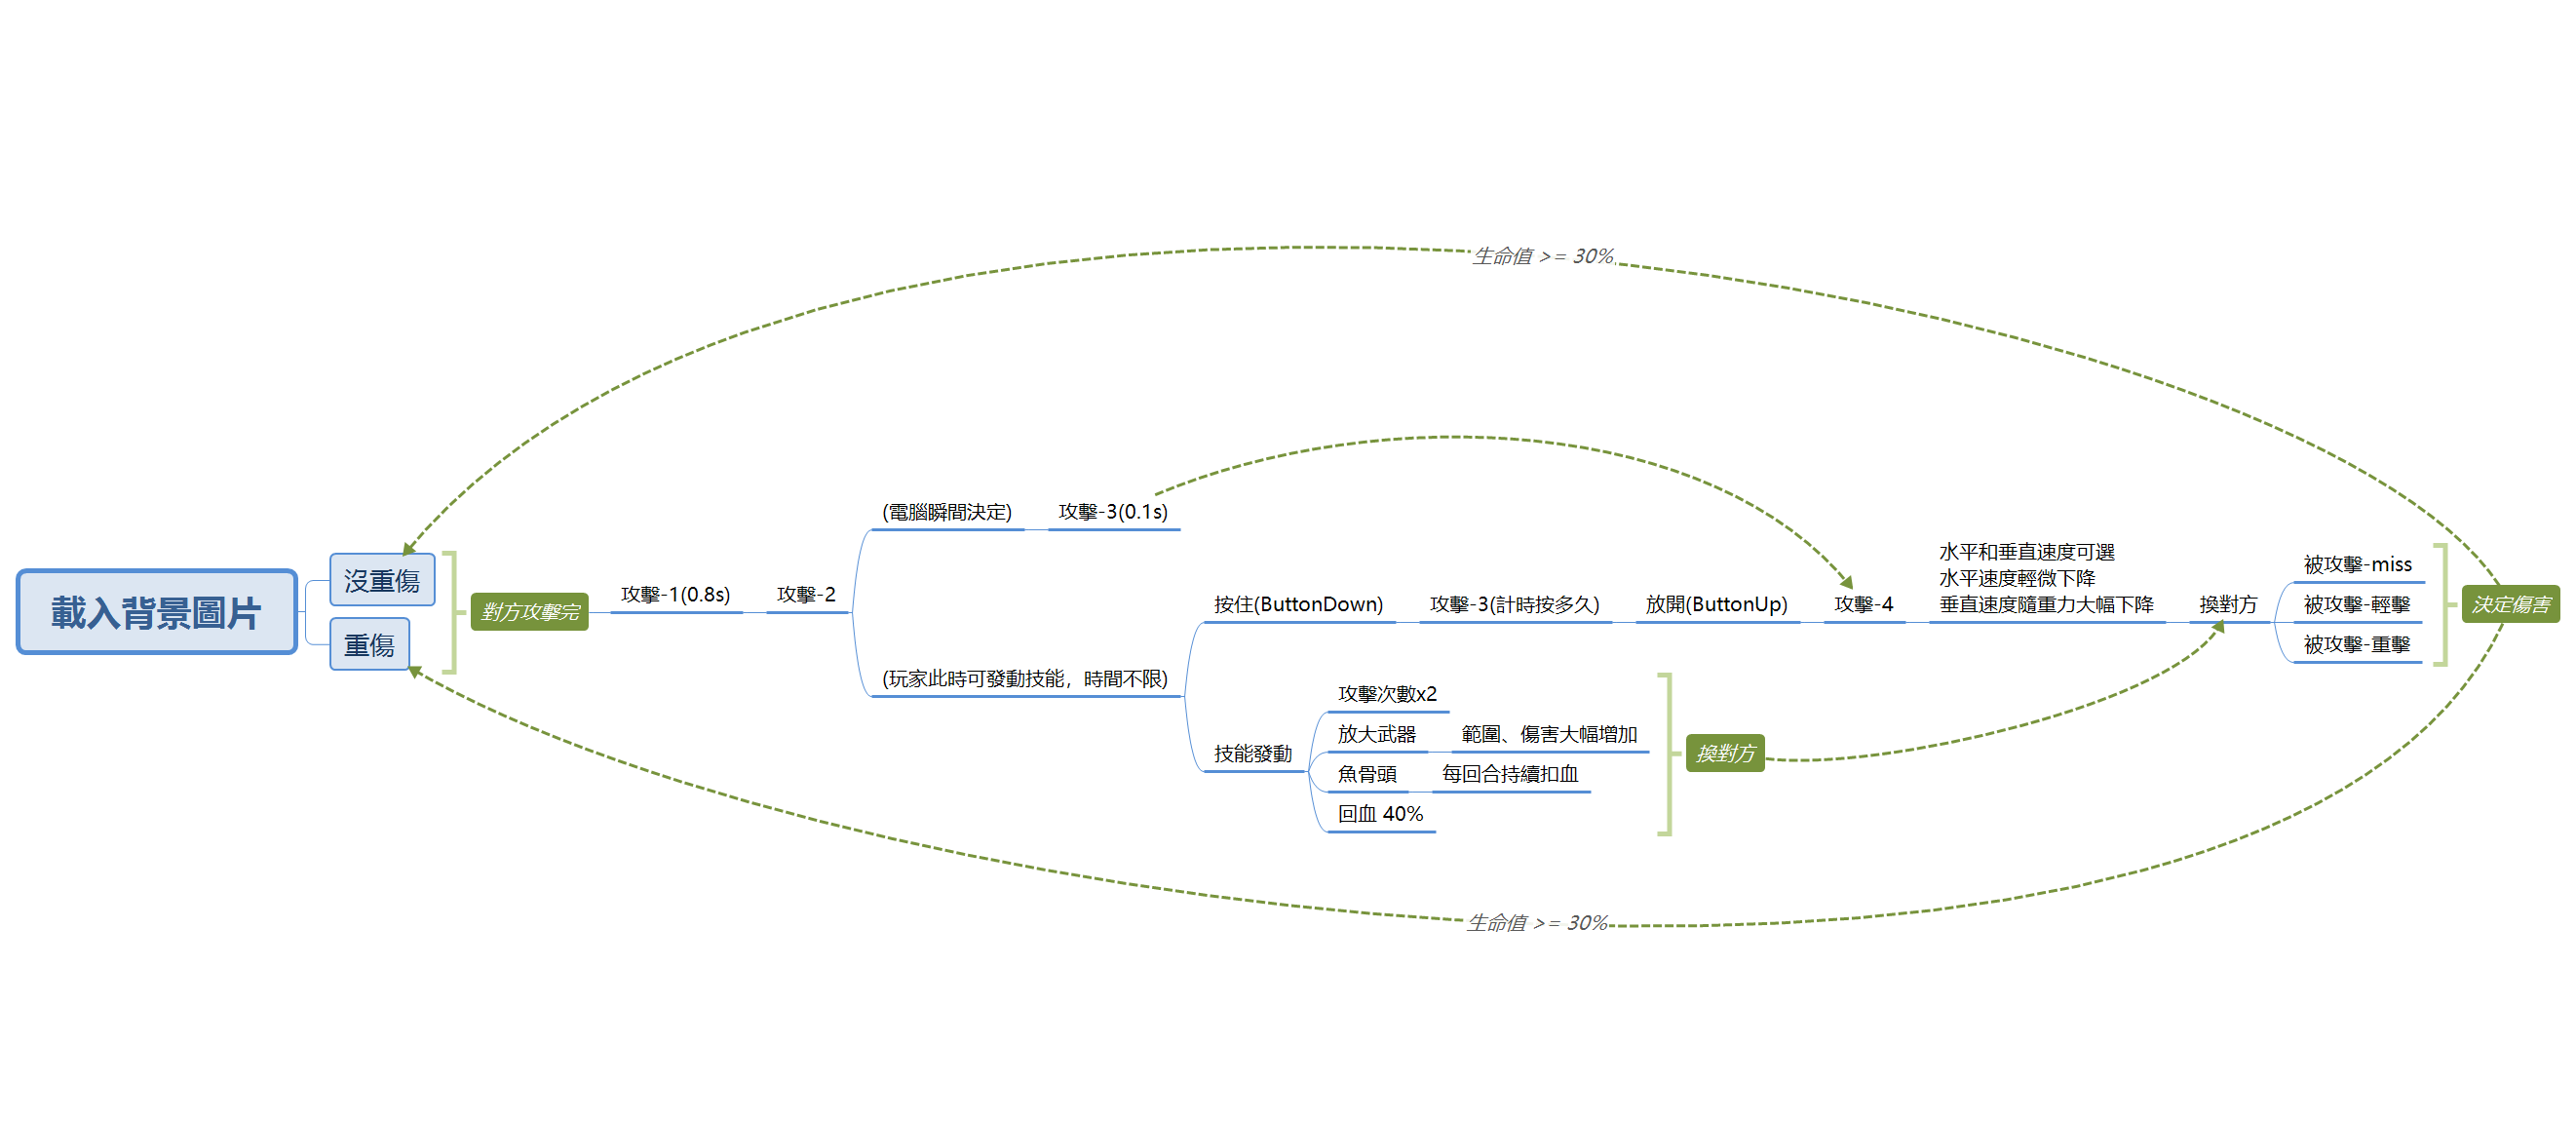 生命值 >= 30%
載入背景圖片
沒重傷
重傷
對方攻擊完
攻擊-1(0.8s)
攻擊-2
(電腦瞬間決定)
攻擊-3(0.1s)
(玩家此時可發動技能，時間不限)
按住(ButtonDown)
攻擊-3(計時按多久)
放開(ButtonUp)
攻擊-4
水平和垂直速度可選
水平速度輕微下降
垂直速度隨重力大幅下降
換對方
被攻擊-miss
被攻擊-輕擊
被攻擊-重擊
決定傷害
技能發動
攻擊次數x2
放大武器
範圍、傷害大幅增加
魚骨頭
每回合持續扣血
回血 40%
換對方
生命值 >= 30%